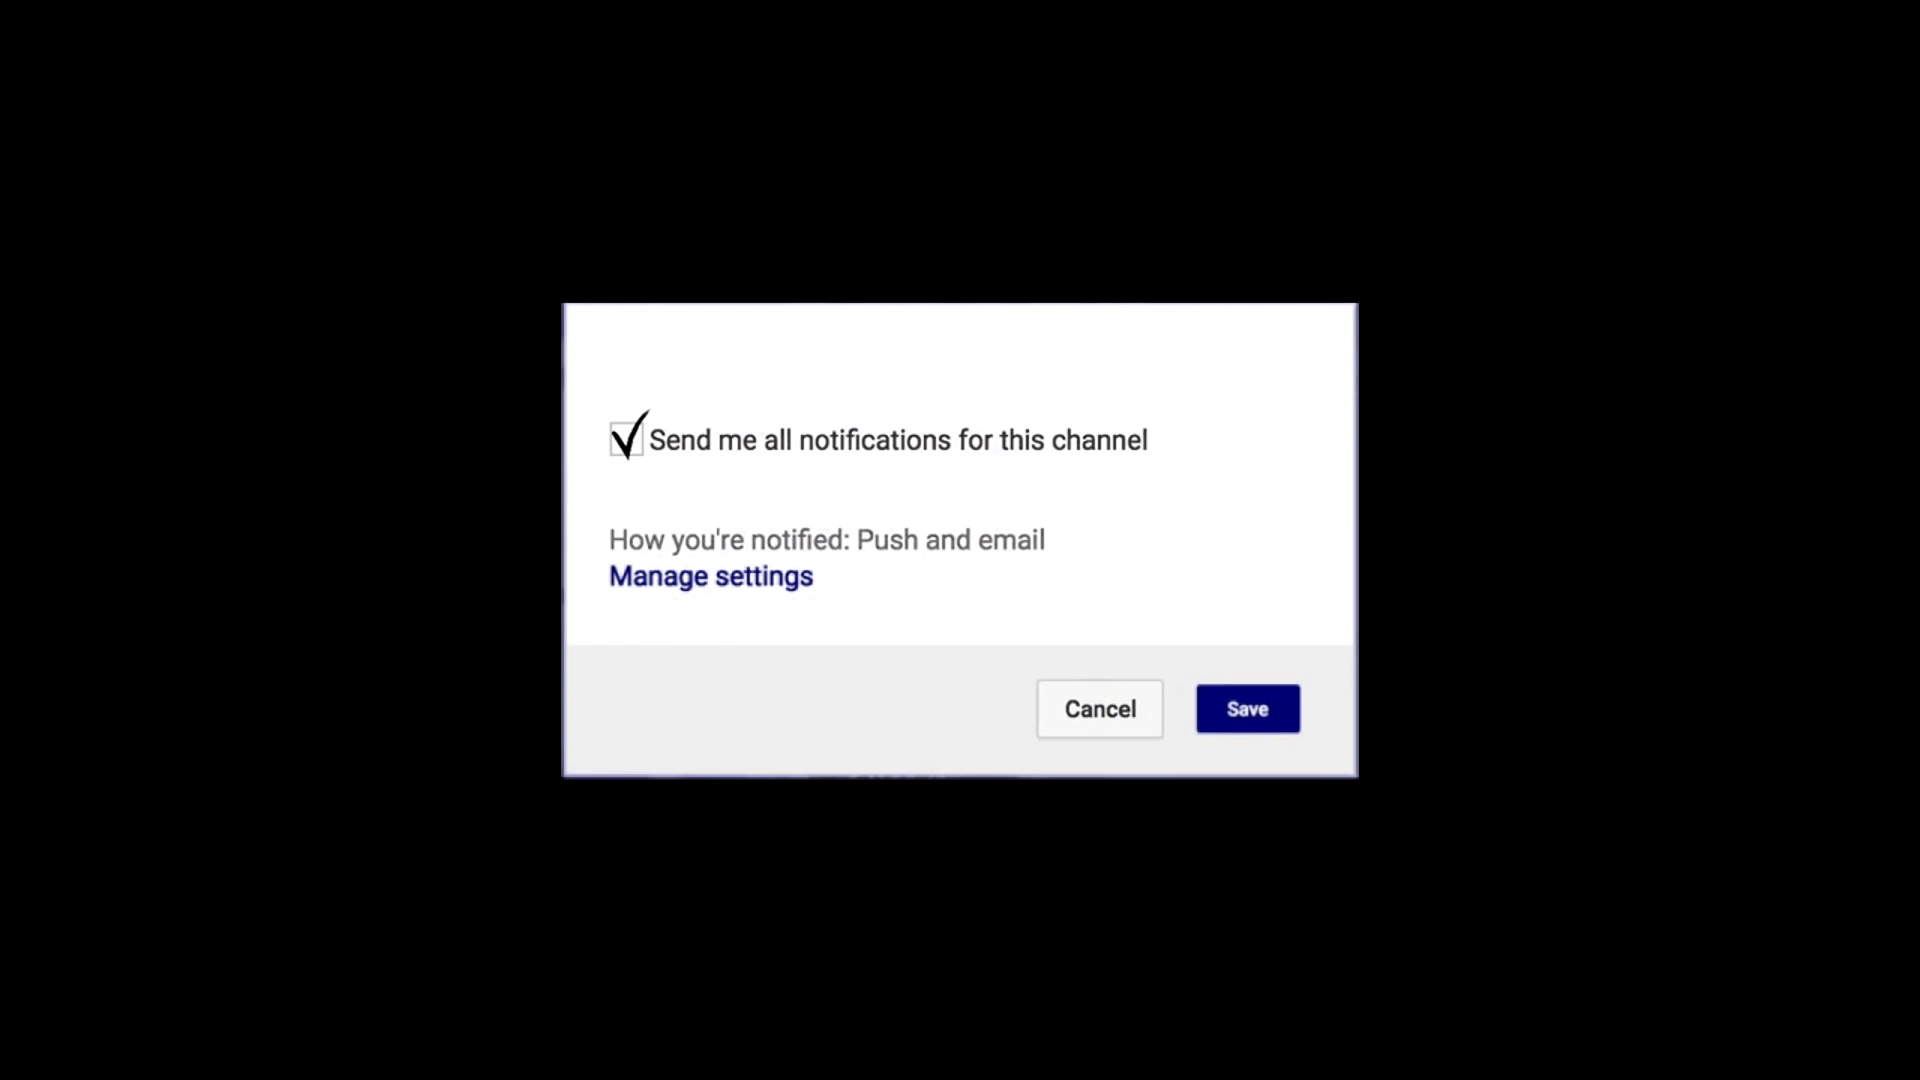 Send me all notifications for this channel
How you're notified: Push and email
Manage settings
Cancel
Save